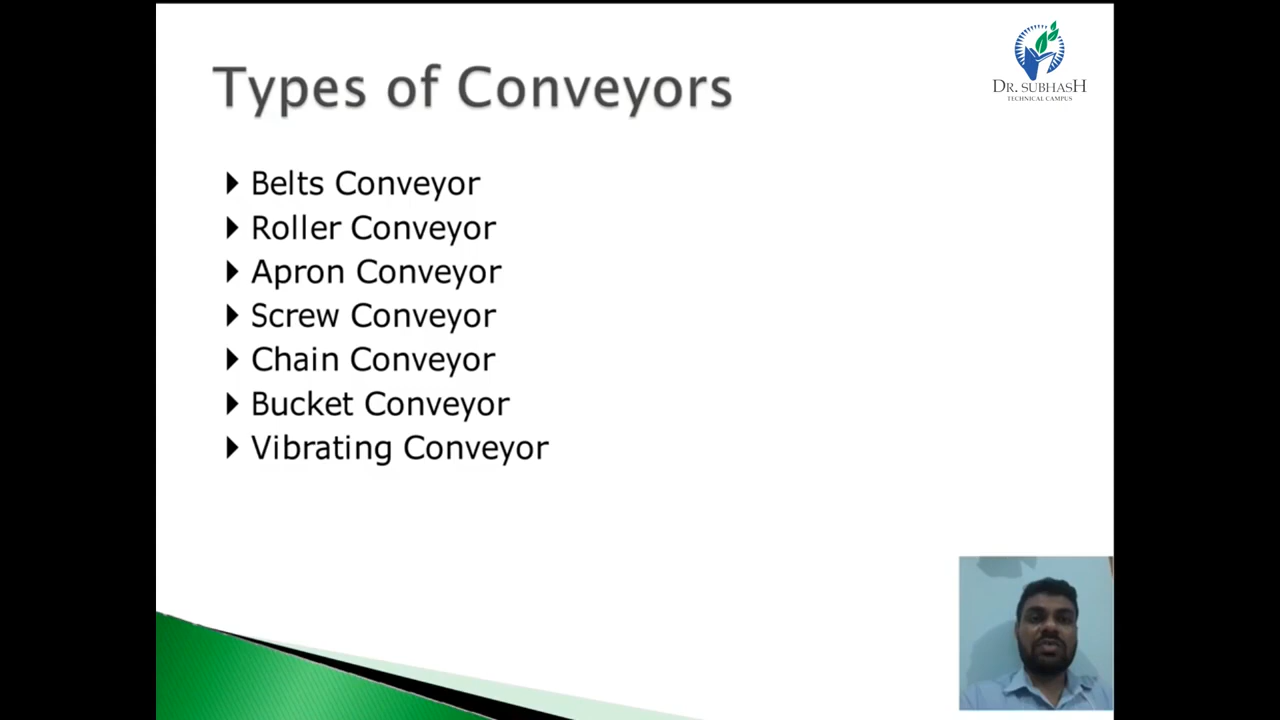 Types of Conveyors
DR. SUBHASH
TECHNICAL CAMPUS
Belts Conveyor
Roller Conveyor
Apron Conveyor
Screw Conveyor
Chain Conveyor
Bucket Conveyor
Vibrating Conveyor